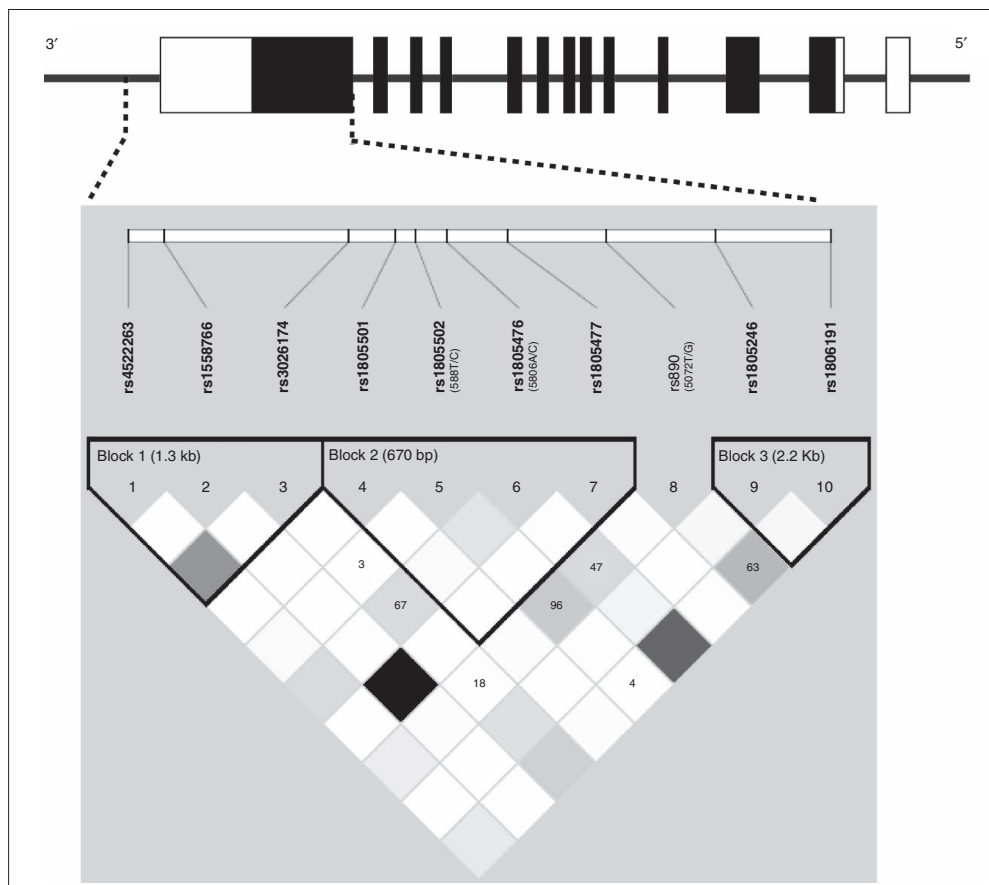 3′ 5′
rs4522263
rs1558766
rs3026174
rs1805501
rs1805502
(588T/C)
rs1805476
(5806A/C)
rs1805477
rs890
(5072T/G)
rs1805246
rs1806191
Block 1 (1.3 kb) Block 2 (670 bp) Block 3 (2.2 Kb)
1 2 3 4 5 6 7 8 9 10
3 47 63
67 96
18 4